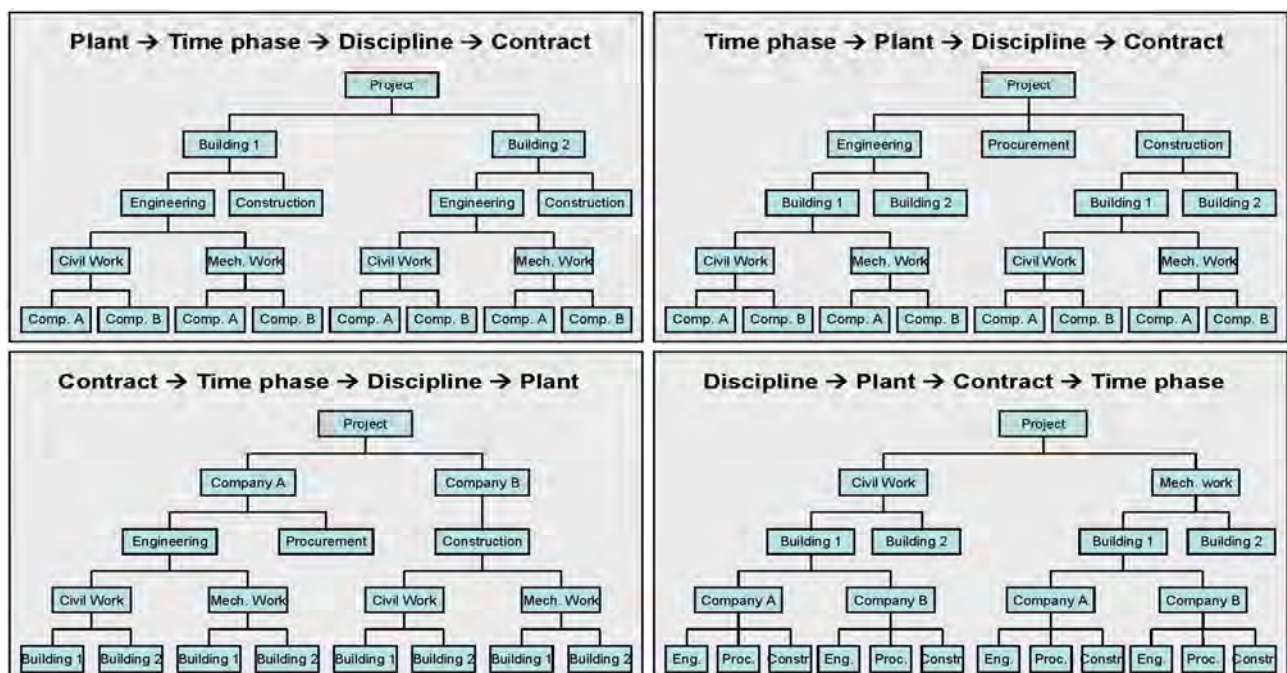 Plant → Time phase → Discipline → Contract
Project
Building 1 Building 2
Engineering Construction Engineering Construction
Civil Work Mech. Work Civil Work Mech. Work
Comp. A Comp. B Comp. A Comp. B Comp. A Comp. B Comp. A Comp. B
Time phase → Plant → Discipline → Contract
Project
Engineering Procurement Construction
Building 1 Building 2 Building 1 Building 2
Civil Work Mech. Work Civil Work Mech. Work
Comp. A Comp. B Comp. A Comp. B Comp. A Comp. B Comp. A Comp. B
Contract → Time phase → Discipline → Plant
Project
Company A Company B
Engineering Procurement Construction
Civil Work Mech. Work Civil Work Mech. Work
Building 1 Building 2 Building 1 Building 2 Building 1 Building 2 Building 1 Building 2
Discipline → Plant → Contract → Time phase
Project
Civil Work Mech. work
Building 1 Building 2 Building 1 Building 2
Company A Company B Company A Company B
Eng. Proc. Constr Eng. Proc. Constr Eng. Proc. Constr Eng. Proc. Constr